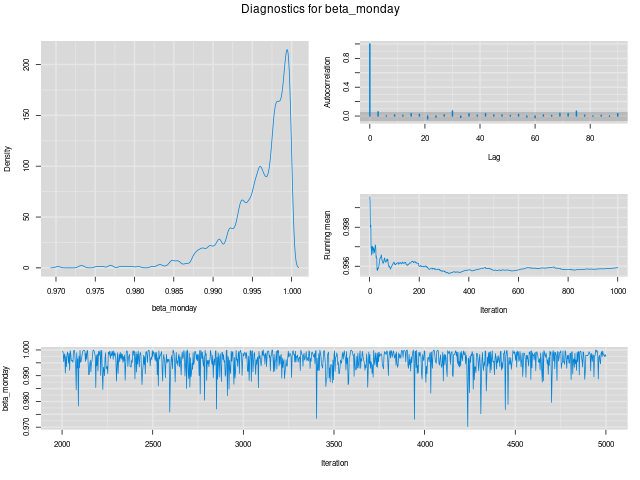 Diagnostics for beta_monday
Density
0 50 100 150 200
0.970 0.975 0.980 0.985 0.990 0.995 1.000
beta_monday
Autocorrelation
0.0 0.4 0.8
0 20 40 60 80
Lag
Running mean
0.996 0.998
0 200 400 600 800 1000
Iteration
beta_monday
0.970 0.980 0.990 1.000
2000 2500 3000 3500 4000 4500 5000
Iteration